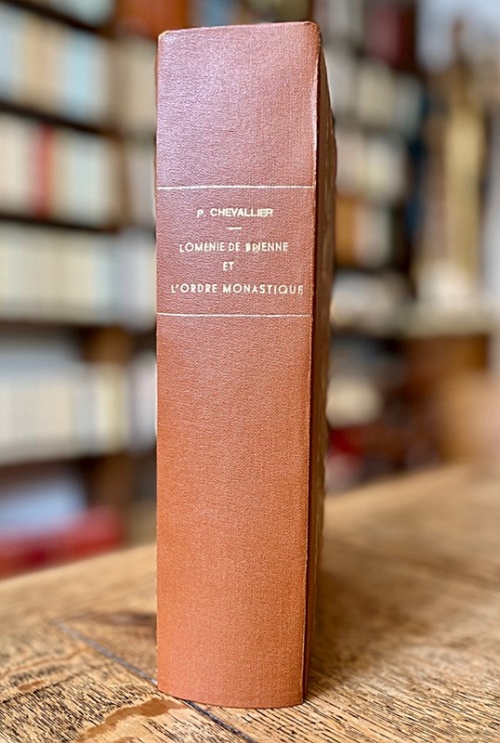 P. CHEVALLIER
LOMENIE DE BRIENNE
ET
L'ORDRE MONASTIQUE